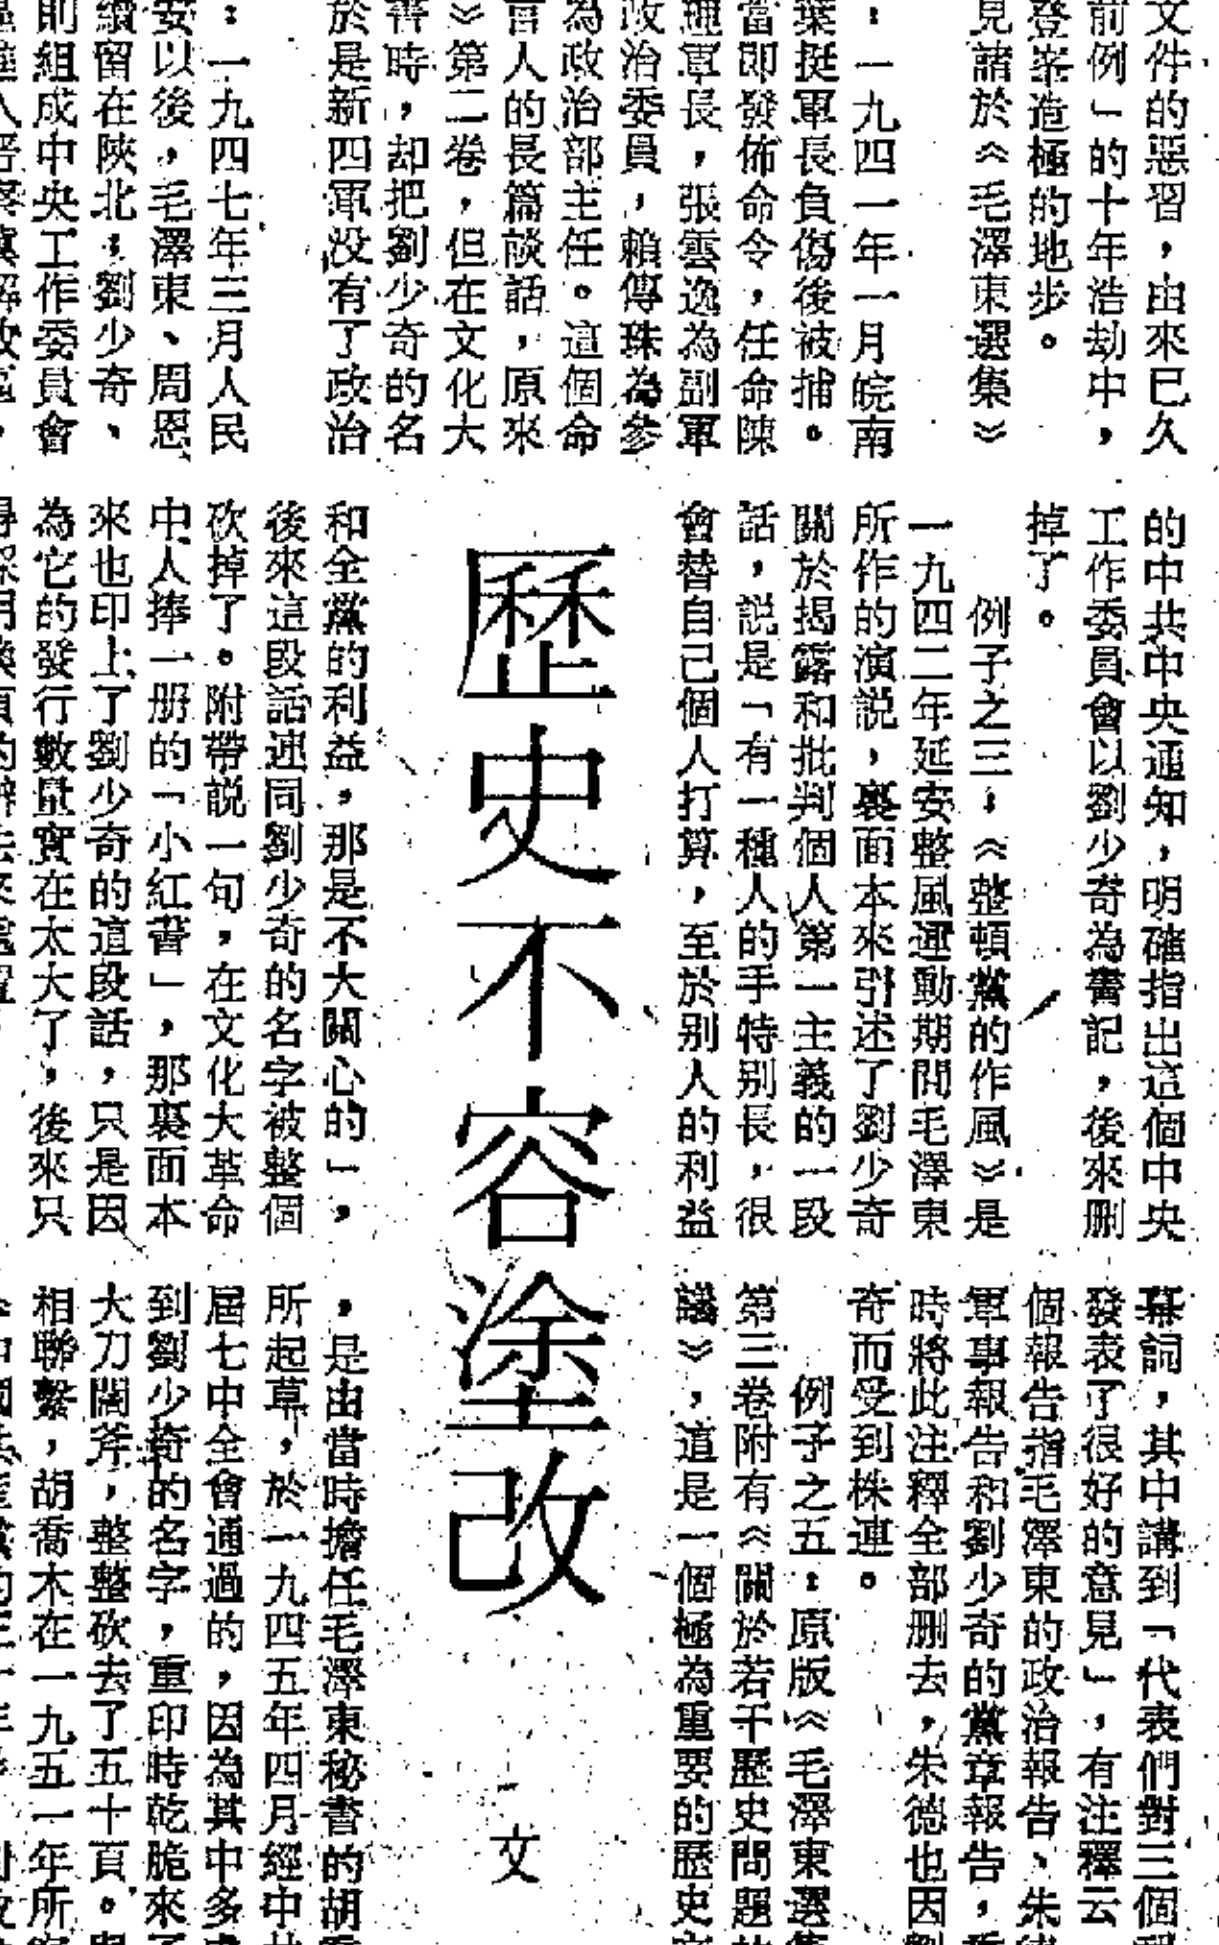 文件的惡習，由來已久
前例」的十年浩劫中，
登峯造極的地步。
見諸於《毛澤東選集》
：一九四一年一月皖南
葉挺軍長負傷後被捕。
當即發佈命令，任命陳
理軍長，張雲逸為副軍
政治委員，賴傳珠為參
為政治部主任。這個命
言人的長篇談話，原來
》第二卷，但在文化大
書時，却把劉少奇的名
於是新四軍没有了政治
：一九四七年三月人民
安以後，毛澤東、周恩
續留在陝北；劉少奇、
則組成中央工作委員會
的中共中央通知，明確指出這個中央
工作委員會以劉少奇為書記，後來删
掉了。
例子之三：《整頓黨的作風》是
一九四二年延安整風運動期間毛澤東
所作的演説，裏面本來引述了劉少奇
關於揭露和批判個人第一主義的一段
話，説是「有一種人的手特別長，很
會替自己個人打算，至於别人的利益
歷史不容塗改
文
和全黨的利益，那是不大關心的」，
後來這段話連同劉少奇的名字被整個
砍掉了。附帶説一句，在文化大革命
中人捧一册的「小紅書」，那裏面本
來也印上了劉少奇的這段話，只是因
為它的發行數量實在太大了，後來只
幕詞，其中講到「代表們對三個
發表了很好的意見」，有注釋云
個報告指毛澤東的政治報告、朱
軍事報告和劉少奇的黨章報告，
時將此注釋全部删去，朱德也因
奇而受到株連。
例子之五：原版《毛澤東選
第三卷附有《關於若干歷史問題
議》，這是一個極為重要的歷史
，是由當時擔任毛澤東秘書的胡
所起草，於一九四五年四月經中
屆七中全會通過的，因為其中多
到劉少奇的名字，重印時乾脆來
大刀闊斧，整整砍去了五十頁。
相聯繫，胡喬木在一九五一年所